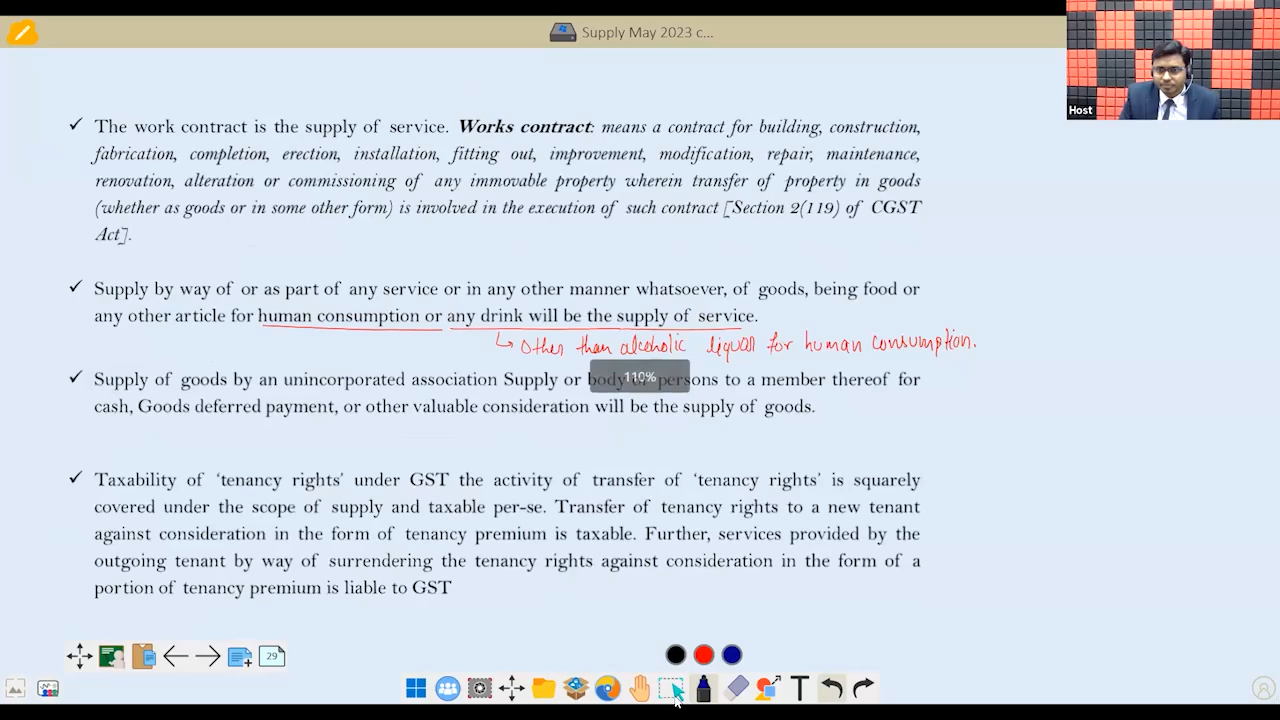 Supply May 2023 c...
Host
✓ The work contract is the supply of service. Works contract: means a contract for building, construction,
fabrication, completion, erection, installation, fitting out, improvement, modification, repair, maintenance,
renovation, alteration or commissioning of any immovable property wherein transfer of property in goods
(whether as goods or in some other form) is involved in the execution of such contract [Section 2(119) of CGST
Act].
✓ Supply by way of or as part of any service or in any other manner whatsoever, of goods, being food or
any other article for human consumption or any drink will be the supply of service.
↳ Other than alcoholic liquor for human consumption.
110%
✓ Supply of goods by an unincorporated association Supply or body persons to a member thereof for
cash, Goods deferred payment, or other valuable consideration will be the supply of goods.
✓ Taxability of ‘tenancy rights’ under GST the activity of transfer of ‘tenancy rights’ is squarely
covered under the scope of supply and taxable per-se. Transfer of tenancy rights to a new tenant
against consideration in the form of tenancy premium is taxable. Further, services provided by the
outgoing tenant by way of surrendering the tenancy rights against consideration in the form of a
portion of tenancy premium is liable to GST
29
T